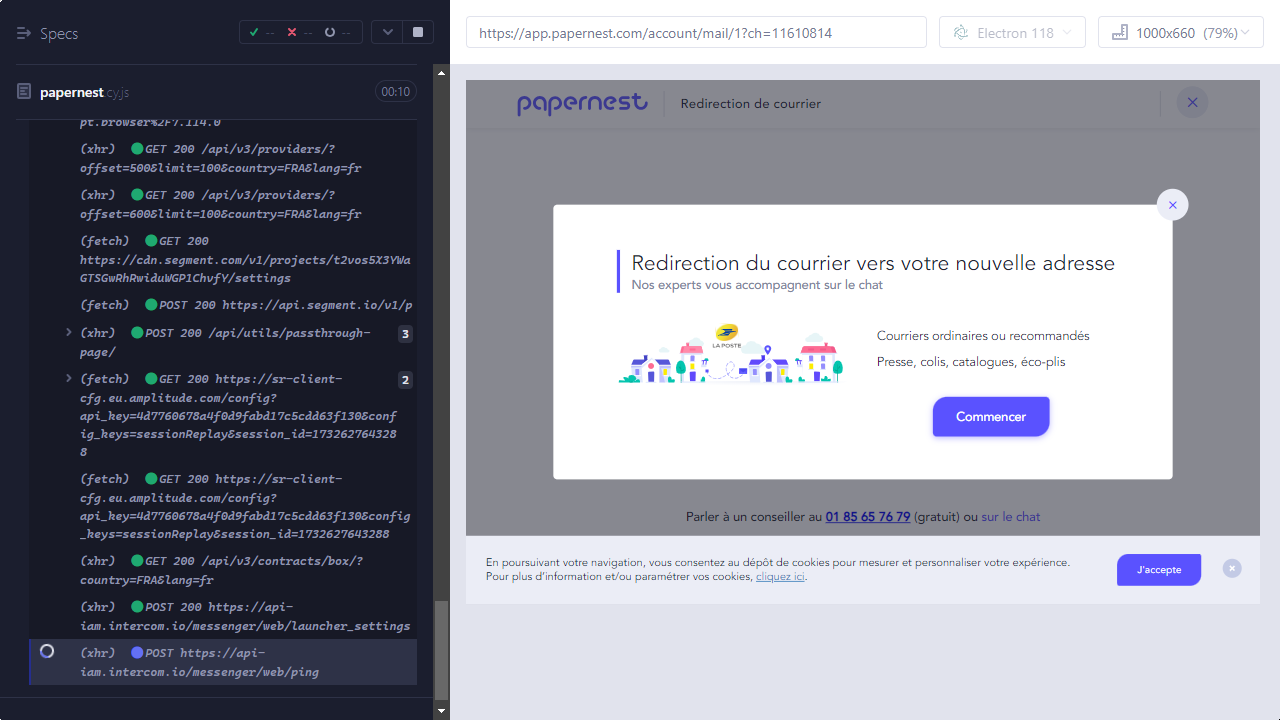 Specs
--
--
--
papernest.cy.js
00:10
pt.browser%2F7.114.0
(xhr) GET 200 /api/v3/providers/?
offset=500&limit=100&country=FRA&lang=fr
(xhr) GET 200 /api/v3/providers/?
offset=600&limit=100&country=FRA&lang=fr
(fetch) GET 200
https://cdn.segment.com/v1/projects/t2vos5X3YWa
GTSGwRhRwiduWGP1ChvfY/settings
(fetch) POST 200 https://api.segment.io/v1/p
(xhr) POST 200 /api/utils/passthrough-
page/
3
(fetch) GET 200 https://sr-client-
cfg.eu.amplitude.com/config?
api_key=4d7760678a4f0d9fabd17c5cdd63f130&conf
ig_keys=sessionReplay&session_id=173262764328
8
2
(fetch) GET 200 https://sr-client-
cfg.eu.amplitude.com/config?
api_key=4d7760678a4f0d9fabd17c5cdd63f130&config
_keys=sessionReplay&session_id=1732627643288
(xhr) GET 200 /api/v3/contracts/box/?
country=FRA&lang=fr
(xhr) POST 200 https://api-
iam.intercom.io/messenger/web/launcher_settings
(xhr) POST https://api-
iam.intercom.io/messenger/web/ping
https://app.papernest.com/account/mail/1?ch=11610814
Electron 118
1000x660 (79%)
papernest
Redirection de courrier
Redirection du courrier vers votre nouvelle adresse
Nos experts vous accompagnent sur le chat
LA POSTE
Courriers ordinaires ou recommandés
Presse, colis, catalogues, éco-plis
Commencer
Parler à un conseiller au 01 85 65 76 79 (gratuit) ou sur le chat
En poursuivant votre navigation, vous consentez au dépôt de cookies pour mesurer et personnaliser votre expérience.
Pour plus d'information et/ou paramétrer vos cookies, cliquez ici.
J'accepte